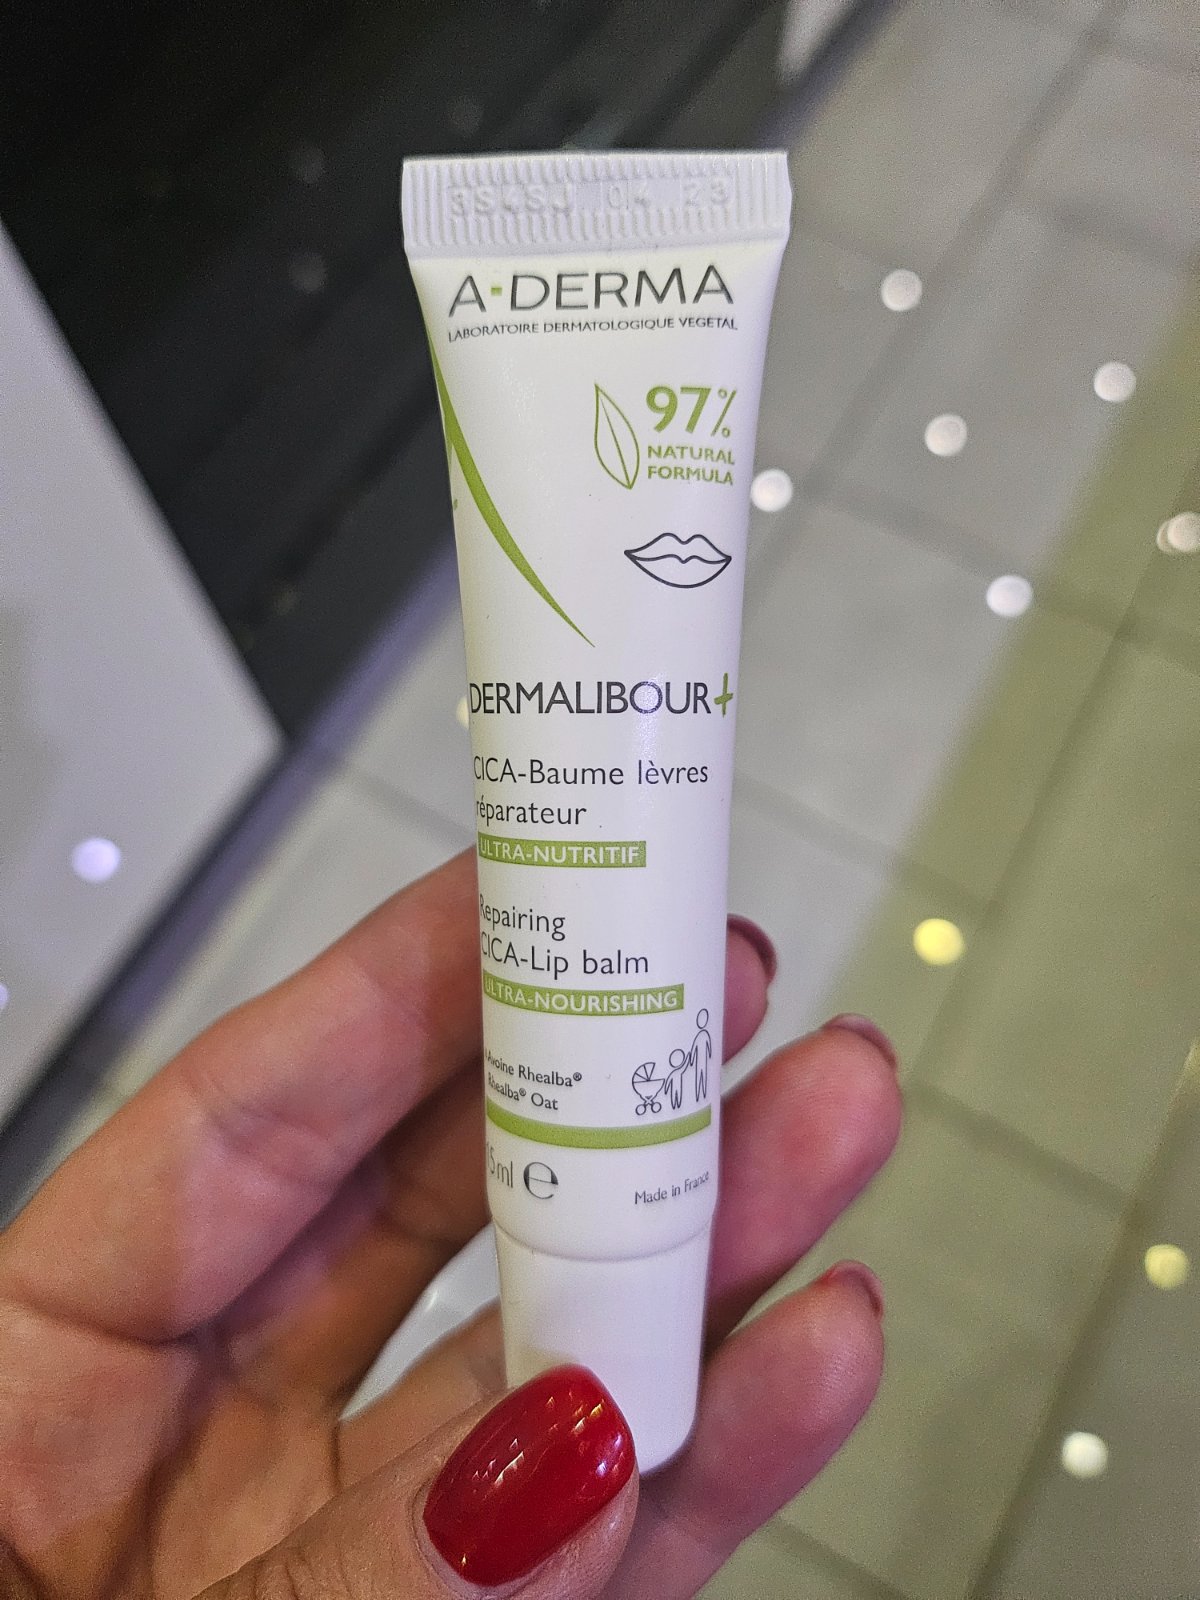 04 23
A-DERMA
LABORATOIRE DERMATOLOGIQUE VEGETAL
97%
NATURAL
FORMULA
DERMALIBOUR+
CICA-Baume lèvres
réparateur
ULTRA-NUTRITIF
Repairing
CICA-Lip balm
ULTRA-NOURISHING
Avoine Rhealba®
Rhealba® Oat
15ml e
Made in France